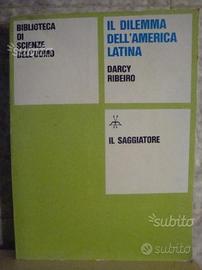 BIBLIOTECA
DI
SCIENZE
DELL'UOMO
IL DILEMMA
DELL'AMERICA
LATINA
DARCY
RIBEIRO
IL SAGGIATORE
subito
subito